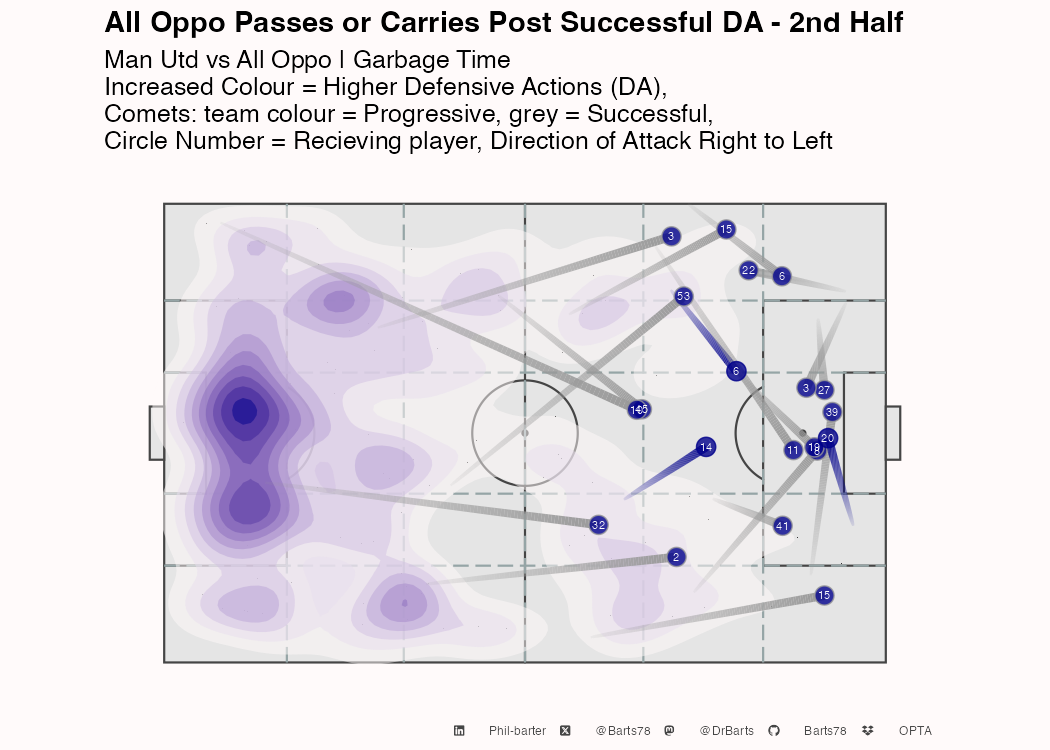 All Oppo Passes or Carries Post Successful DA - 2nd Half
Man Utd vs All Oppo | Garbage Time
Increased Colour = Higher Defensive Actions (DA),
Comets: team colour = Progressive, grey = Successful,
Circle Number = Recieving player, Direction of Attack Right to Left
3
15
22
6
53
6
3
27
39
20
19
11
14
41
32
2
15
Phil-barter @Barts78 @DrBarts Barts78 OPTA